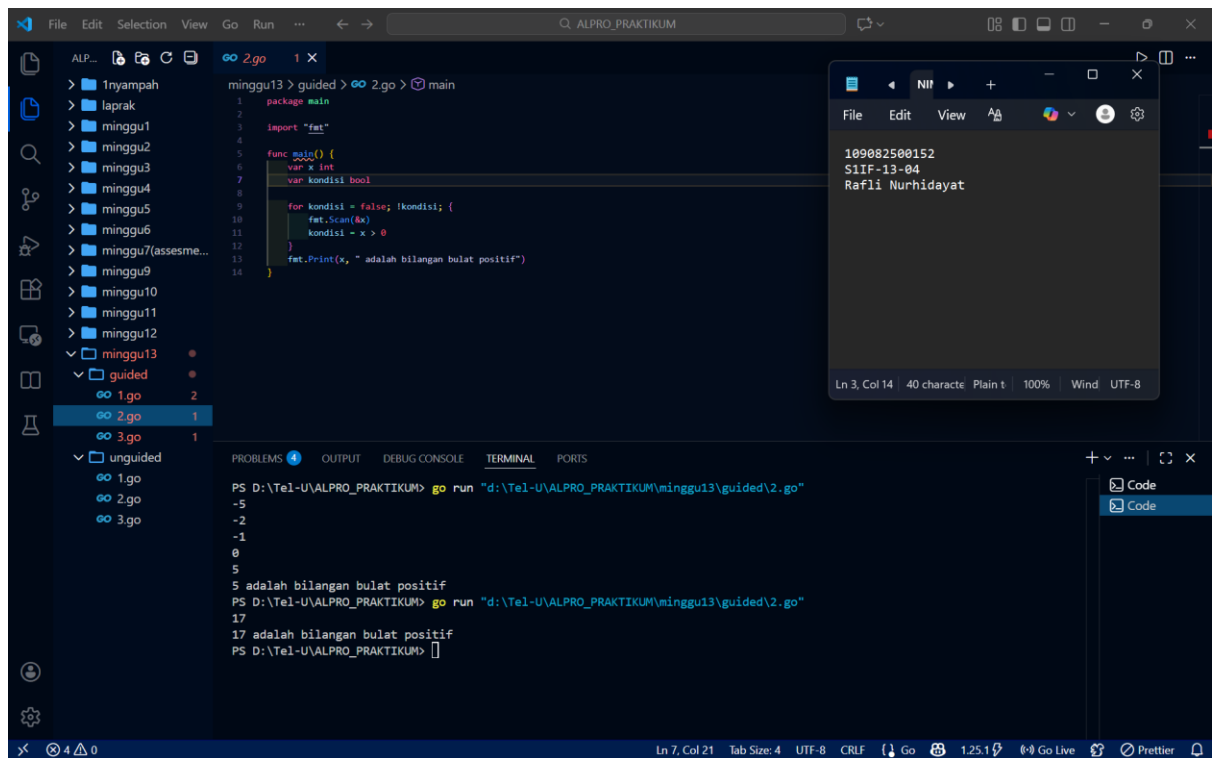 File Edit Selection View Go Run ··· ALPRO_PRAKTIKUM
ALP...
1nyampah
laprak
minggu1
minggu2
minggu3
minggu4
minggu5
minggu6
minggu7(assesme...
minggu9
minggu10
minggu11
minggu12
minggu13
guided
GO 1.go 2
GO 2.go 1
GO 3.go 1
unguided
GO 1.go
GO 2.go
GO 3.go
GO 2.go 1
minggu13 > guided > GO 2.go > main
1 package main
2
3 import "fmt"
4
5 func main() {
6 var x int
7 var kondisi bool
8
9 for kondisi = false; !kondisi; {
10 fmt.Scan(&x)
11 kondisi = x > 0
12 }
13 fmt.Print(x, " adalah bilangan bulat positif")
14 }
File Edit View
109082500152
S1IF-13-04
Rafli Nurhidayat
Ln 3, Col 14 40 characte Plain t 100% Wind UTF-8
PROBLEMS 4 OUTPUT DEBUG CONSOLE TERMINAL PORTS
PS D:\Tel-U\ALPRO_PRAKTIKUM> go run "d:\Tel-U\ALPRO_PRAKTIKUM\minggu13\guided\2.go"
-5
-2
-1
0
5
5 adalah bilangan bulat positif
PS D:\Tel-U\ALPRO_PRAKTIKUM> go run "d:\Tel-U\ALPRO_PRAKTIKUM\minggu13\guided\2.go"
17
17 adalah bilangan bulat positif
PS D:\Tel-U\ALPRO_PRAKTIKUM>
Code
Code
4 0 Ln 7, Col 21 Tab Size: 4 UTF-8 CRLF Go 1.25.1 Go Live Prettier